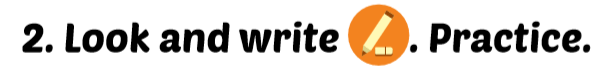 2. Look and write . Practice.